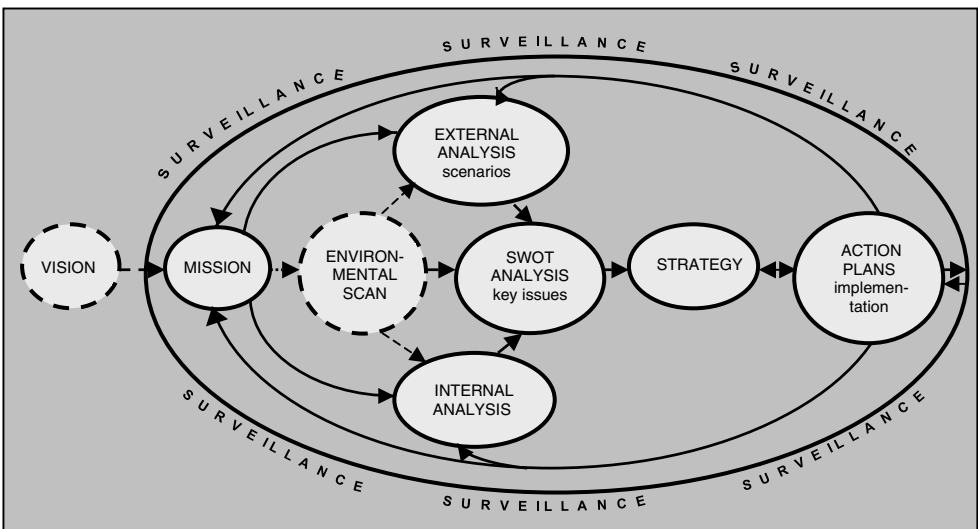 SURVEILLANCE
SURVEILLANCE
SURVEILLANCE
EXTERNAL
ANALYSIS
scenarios
VISION
MISSION
ENVIRON-
MENTAL
SCAN
SWOT
ANALYSIS
key issues
STRATEGY
ACTION
PLANS
implemen-
tation
INTERNAL
ANALYSIS
SURVEILLANCE
SURVEILLANCE
SURVEILLANCE